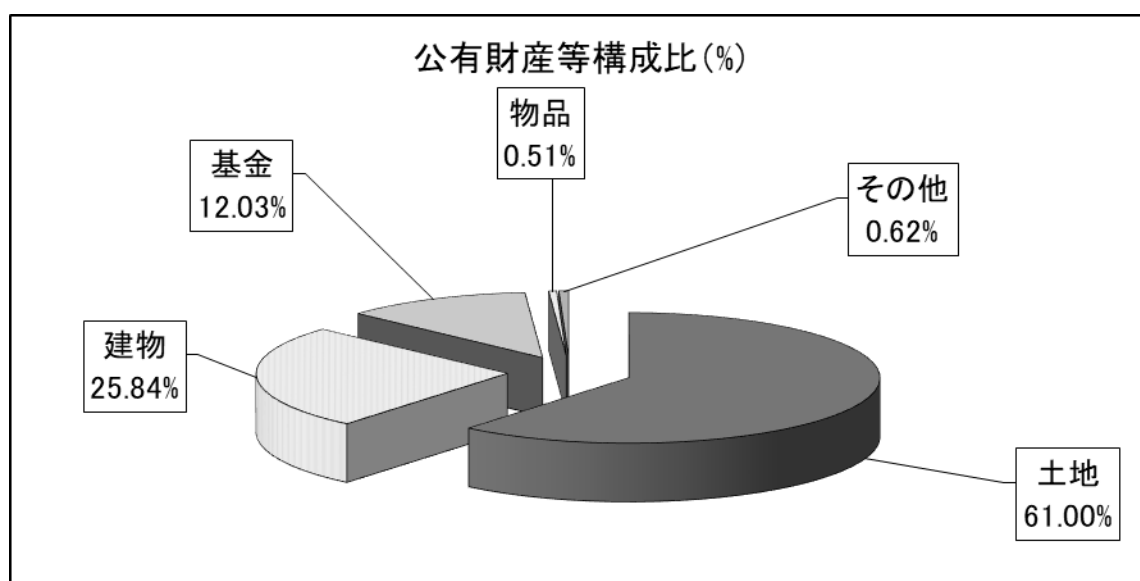 公有財産等構成比(%)
物品
0.51%
基金
12.03%
その他
0.62%
建物
25.84%
土地
61.00%